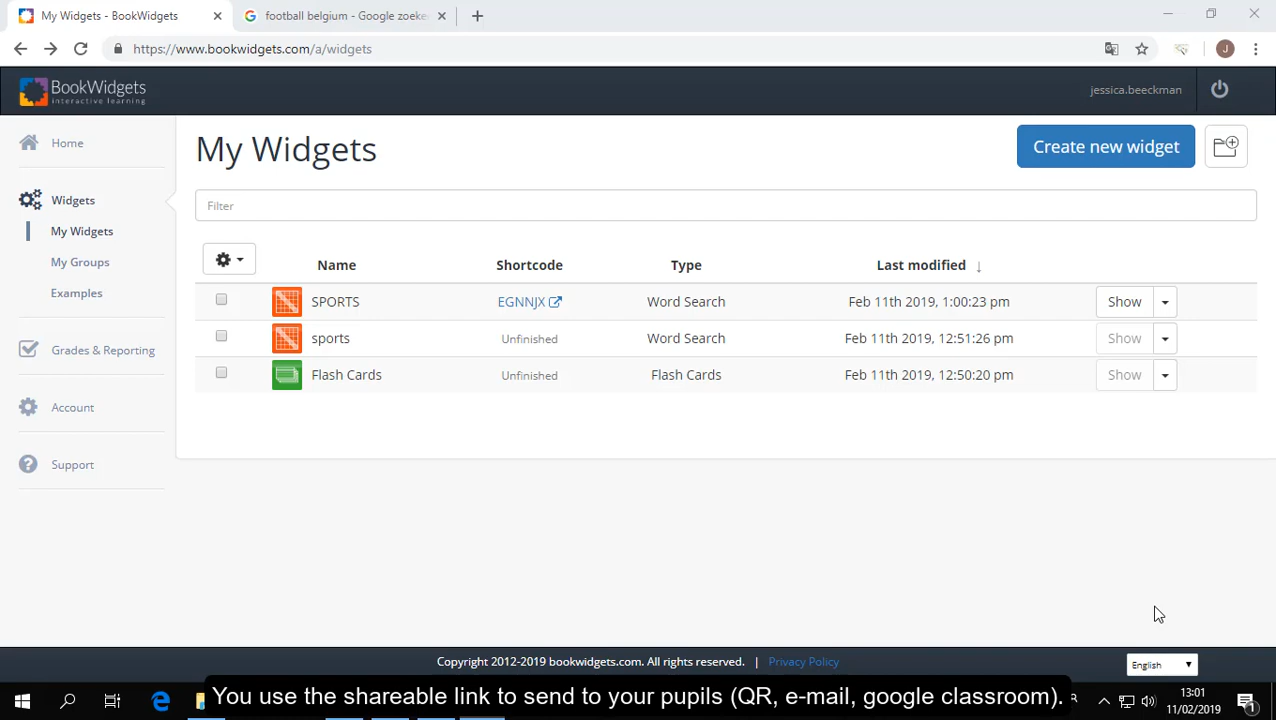 My Widgets - BookWidgets
football belgium - Google zoeke
https://www.bookwidgets.com/a/widgets
J
BookWidgets
interactive learning
jessica.beeckman
Home
Widgets
My Widgets
My Groups
Examples
Grades & Reporting
Account
Support
My Widgets
Create new widget
Filter
Name Shortcode Type Last modified ↓
SPORTS EGNNJX Word Search Feb 11th 2019, 1:00:23 pm Show
sports Unfinished Word Search Feb 11th 2019, 12:51:26 pm Show
Flash Cards Unfinished Flash Cards Feb 11th 2019, 12:50:20 pm Show
Copyright 2012-2019 bookwidgets.com. All rights reserved. | Privacy Policy
English
You use the shareable link to send to your pupils (QR, e-mail, google classroom).
13:01
11/02/2019
1